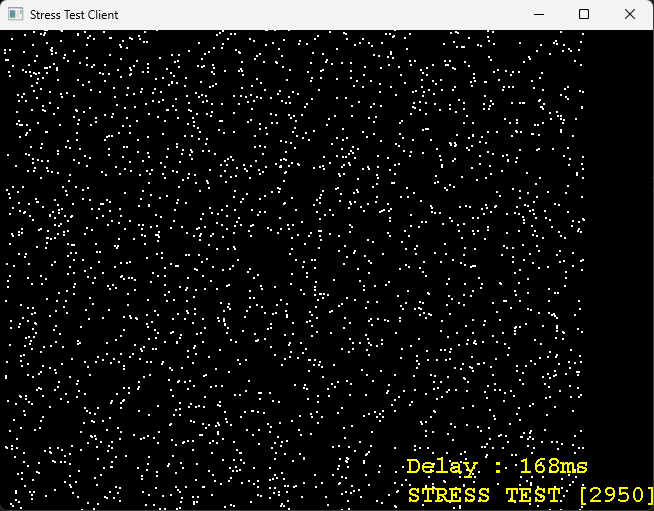 Stress Test Client
Delay : 168ms
STRESS TEST [2950]